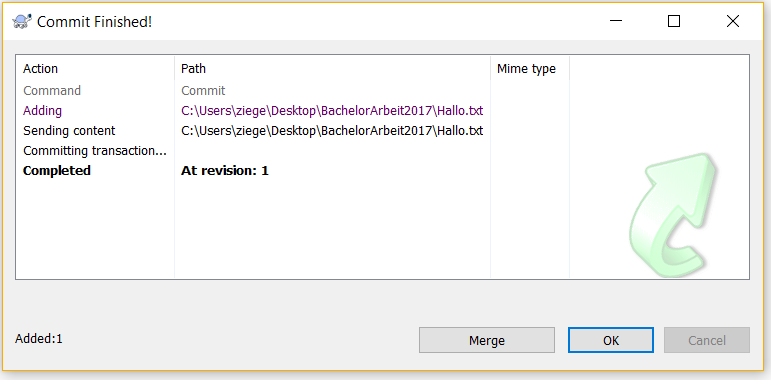 Commit Finished!
Action Path Mime type
Command Commit
Adding C:\Users\ziege\Desktop\BachelorArbeit2017\Hallo.txt
Sending content C:\Users\ziege\Desktop\BachelorArbeit2017\Hallo.txt
Committing transaction...
Completed At revision: 1
Added:1 Merge OK Cancel